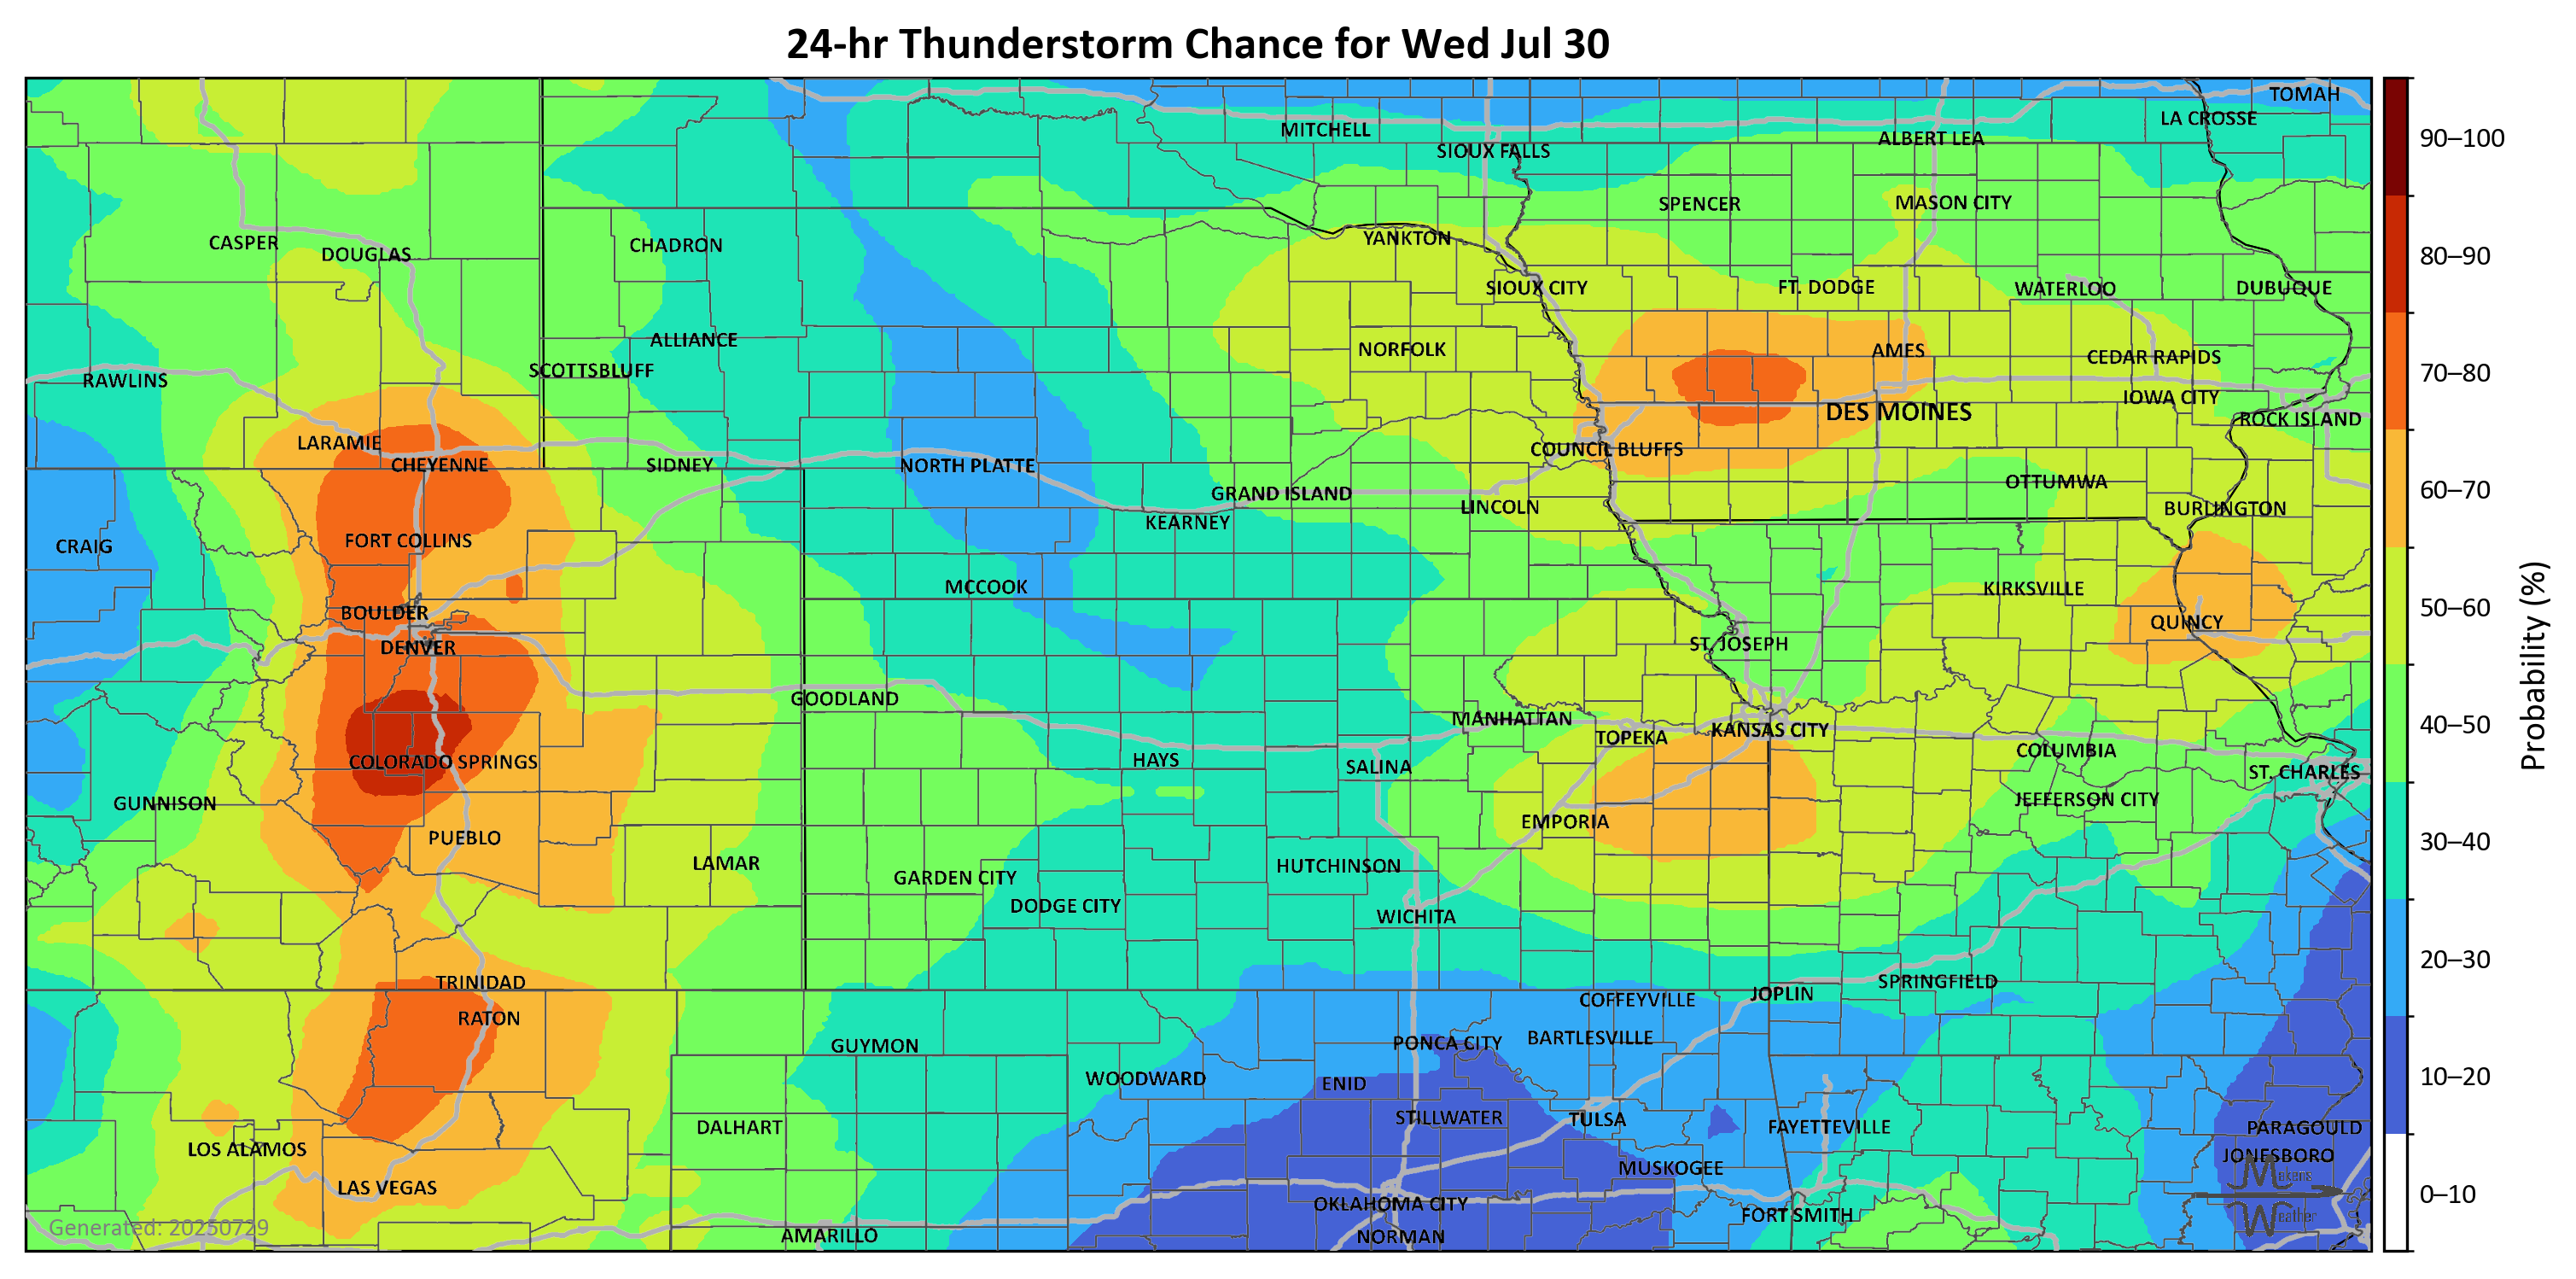 24-hr Thunderstorm Chance for Wed Jul 30
TOMAH
LA CROSSE
MITCHELL
ALBERT LEA
SIOUX FALLS
SPENCER
MASON CITY
CASPER
DOUGLAS
CHADRON
YANKTON
SIOUX CITY
FT. DODGE
WATERLOO
DUBUQUE
ALLIANCE
NORFOLK
AMES
CEDAR RAPIDS
RAWLINS
SCOTTSBLUFF
IOWA CITY
DES MOINES
ROCK ISLAND
LARAMIE
COUNCIL BLUFFS
CHEYENNE
SIDNEY
NORTH PLATTE
OTTUMWA
GRAND ISLAND
LINCOLN
BURLINGTON
KEARNEY
CRAIG
FORT COLLINS
MCCOOK
KIRKSVILLE
BOULDER
QUINCY
DENVER
ST. JOSEPH
GOODLAND
MANHATTAN
TOPEKA
KANSAS CITY
COLUMBIA
COLORADO SPRINGS
HAYS
SALINA
ST. CHARLES
GUNNISON
JEFFERSON CITY
PUEBLO
EMPORIA
LAMAR
HUTCHINSON
GARDEN CITY
DODGE CITY
WICHITA
TRINIDAD
SPRINGFIELD
JOPLIN
COFFEYVILLE
RATON
GUYMON
PONCA CITY
BARTLESVILLE
WOODWARD
ENID
STILLWATER
TULSA
DALHART
FAYETTEVILLE
PARAGOULD
LOS ALAMOS
JONESBORO
MUSKOGEE
LAS VEGAS
OKLAHOMA CITY
FORT SMITH
AMARILLO
NORMAN
Generated: 20250729
Mekens
Weather
90–100
80–90
70–80
60–70
50–60
40–50
30–40
20–30
10–20
0–10
Probability (%)